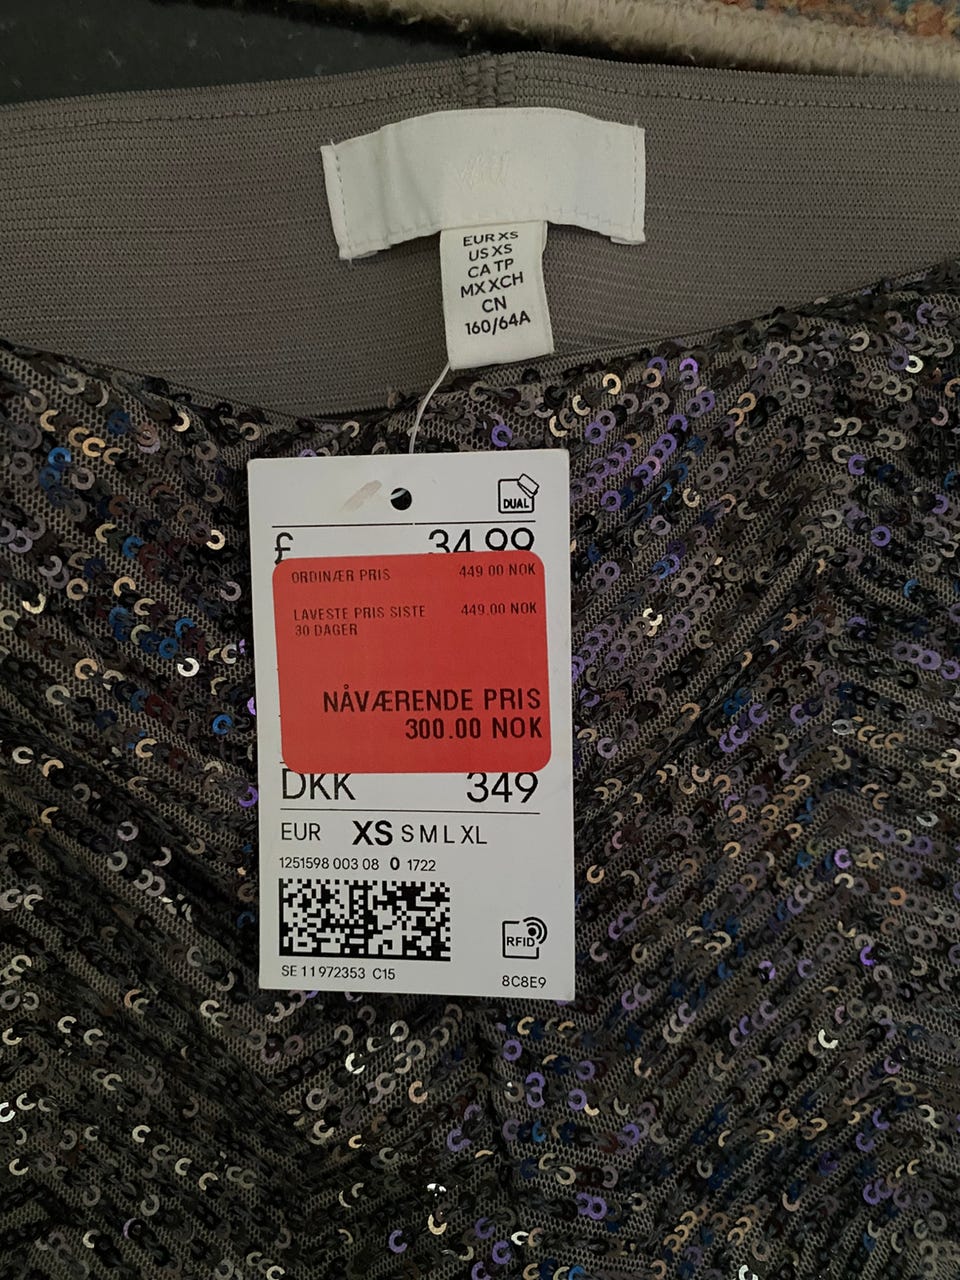 H&M
EUR XS
US XS
CA TP
MX XCH
CN
160/64A
DUAL
£ 34.99
ORDINÆR PRIS 449.00 NOK
LAVESTE PRIS SISTE 449.00 NOK
30 DAGER
NÅVÆRENDE PRIS
300.00 NOK
DKK 349
EUR XS S M L XL
1251598 003 08 0 1722
RFID
SE 11972353 C15
8C8E9